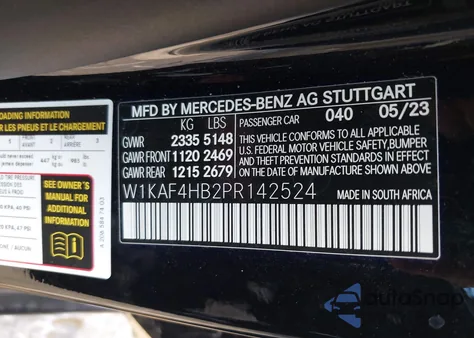 LOADING INFORMATION
R LES PNEUS ET LE CHARGEMENT
SEE OWNER'S
MANUAL FOR
ADDITIONAL
INFORMATION
MFD BY MERCEDES-BENZ AG STUTTGART
KG LBS PASSENGER CAR 040 05/23
GVWR 2335 5148
GAWR FRONT 1120 2469
GAWR REAR 1215 2679
THIS VEHICLE CONFORMS TO ALL APPLICABLE
U.S. FEDERAL MOTOR VEHICLE SAFETY,BUMPER
AND THEFT PREVENTION STANDARDS IN EFFECT
ON THE DATE OF MANUFACTURE SHOWN ABOVE.
W1KAF4HB2PR142524 MADE IN SOUTH AFRICA
autoSnap